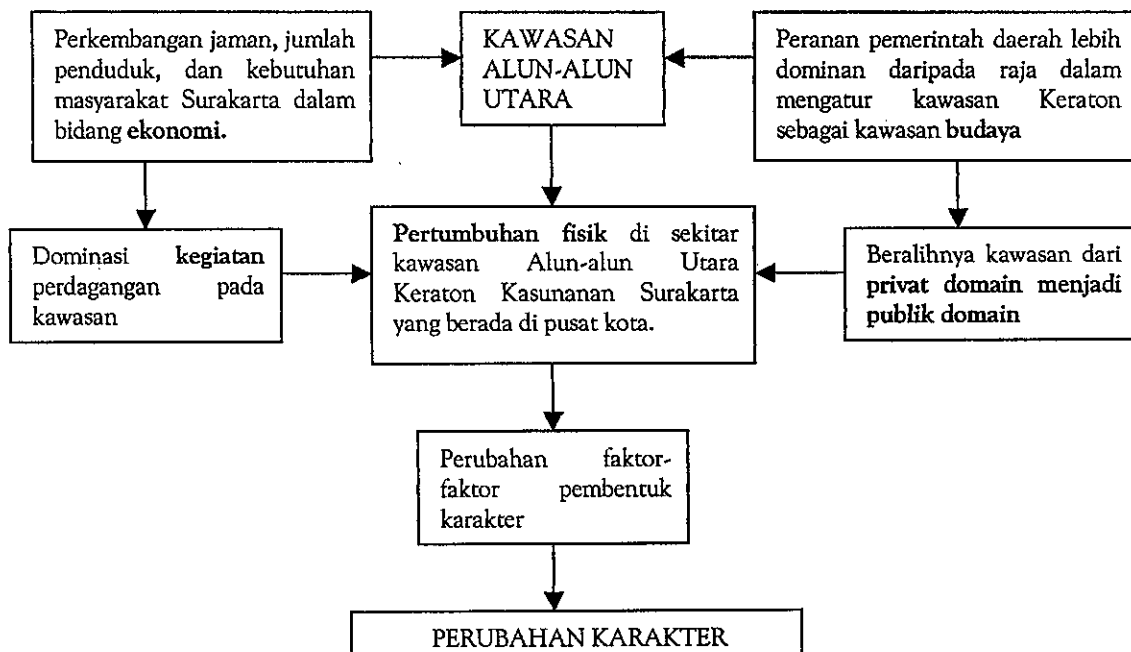 Perkembangan jaman, jumlah
penduduk, dan kebutuhan
masyarakat Surakarta dalam
bidang ekonomi.
KAWASAN
ALUN-ALUN
UTARA
Peranan pemerintah daerah lebih
dominan daripada raja dalam
mengatur kawasan Keraton
sebagai kawasan budaya
Dominasi kegiatan
perdagangan pada
kawasan
Pertumbuhan fisik di sekitar
kawasan Alun-alun Utara
Keraton Kasunanan Surakarta
yang berada di pusat kota.
Beralihnya kawasan dari
privat domain menjadi
publik domain
Perubahan faktor-
faktor pembentuk
karakter
PERUBAHAN KARAKTER